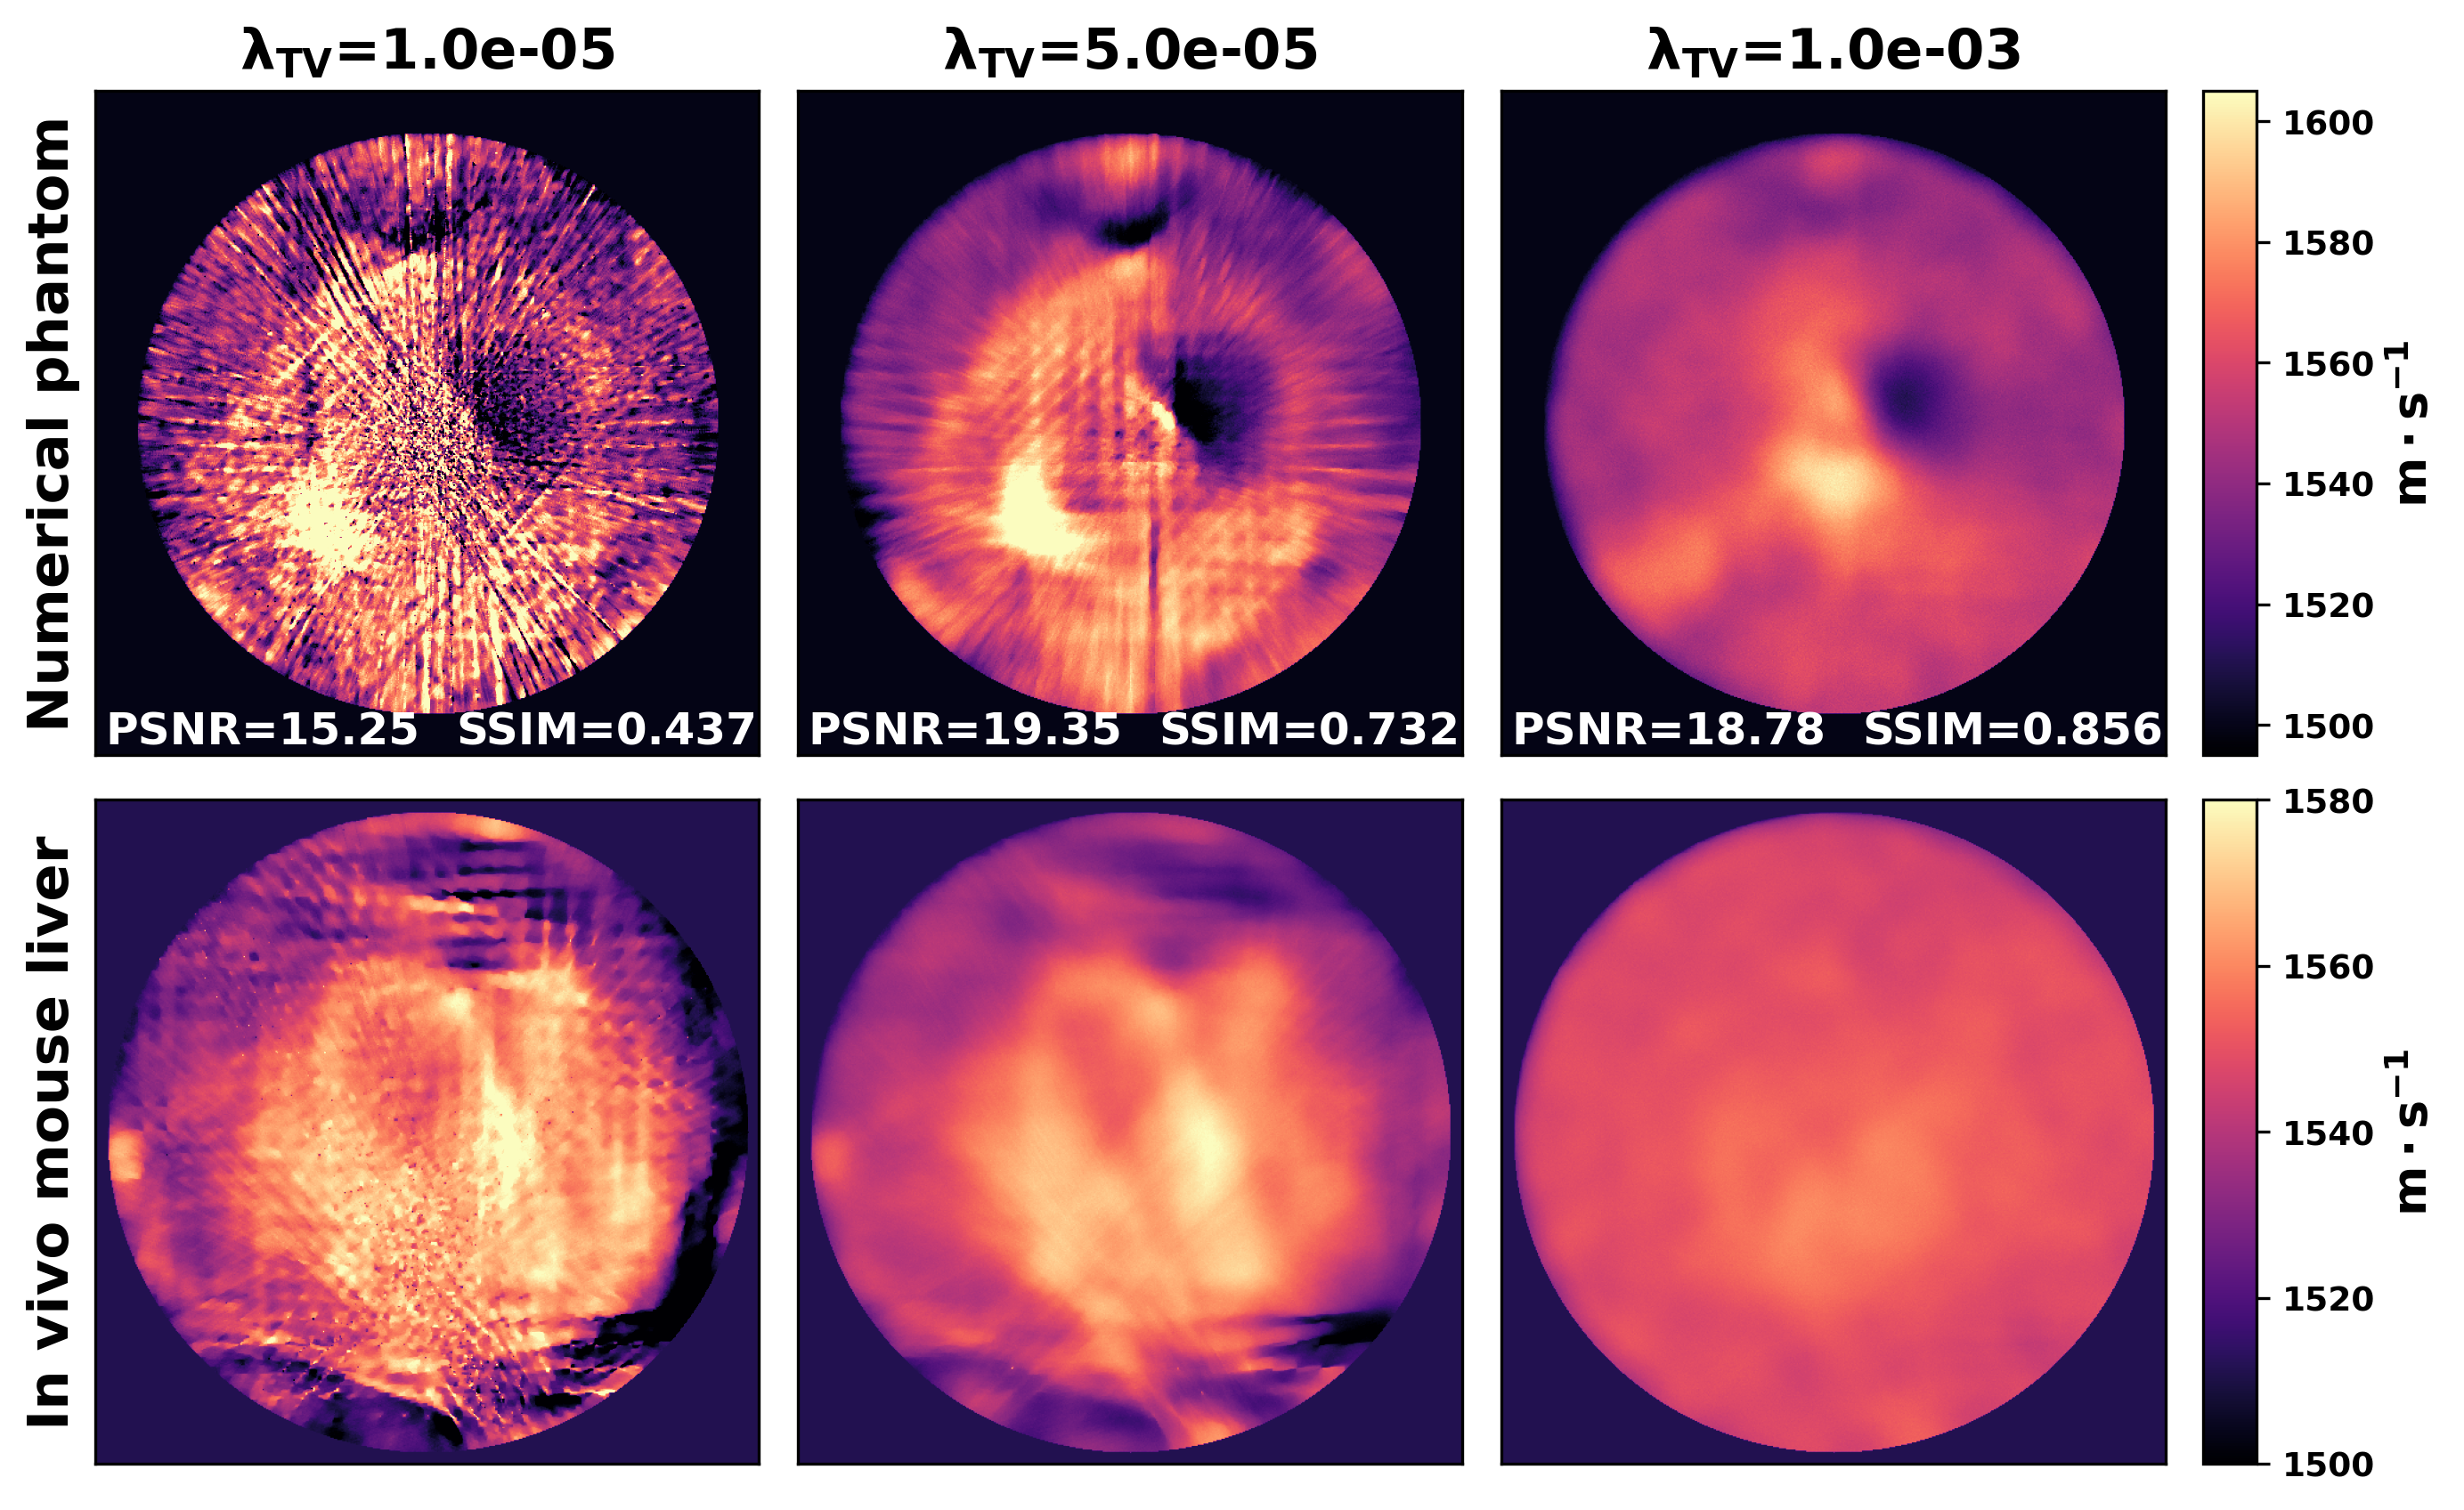 λTV=1.0e-05
λTV=5.0e-05
λTV=1.0e-03
Numerical phantom
PSNR=15.25 SSIM=0.437
PSNR=19.35 SSIM=0.732
PSNR=18.78 SSIM=0.856
1600
1580
1560
1540
1520
1500
m · s⁻¹
In vivo mouse liver
1580
1560
1540
1520
1500
m · s⁻¹